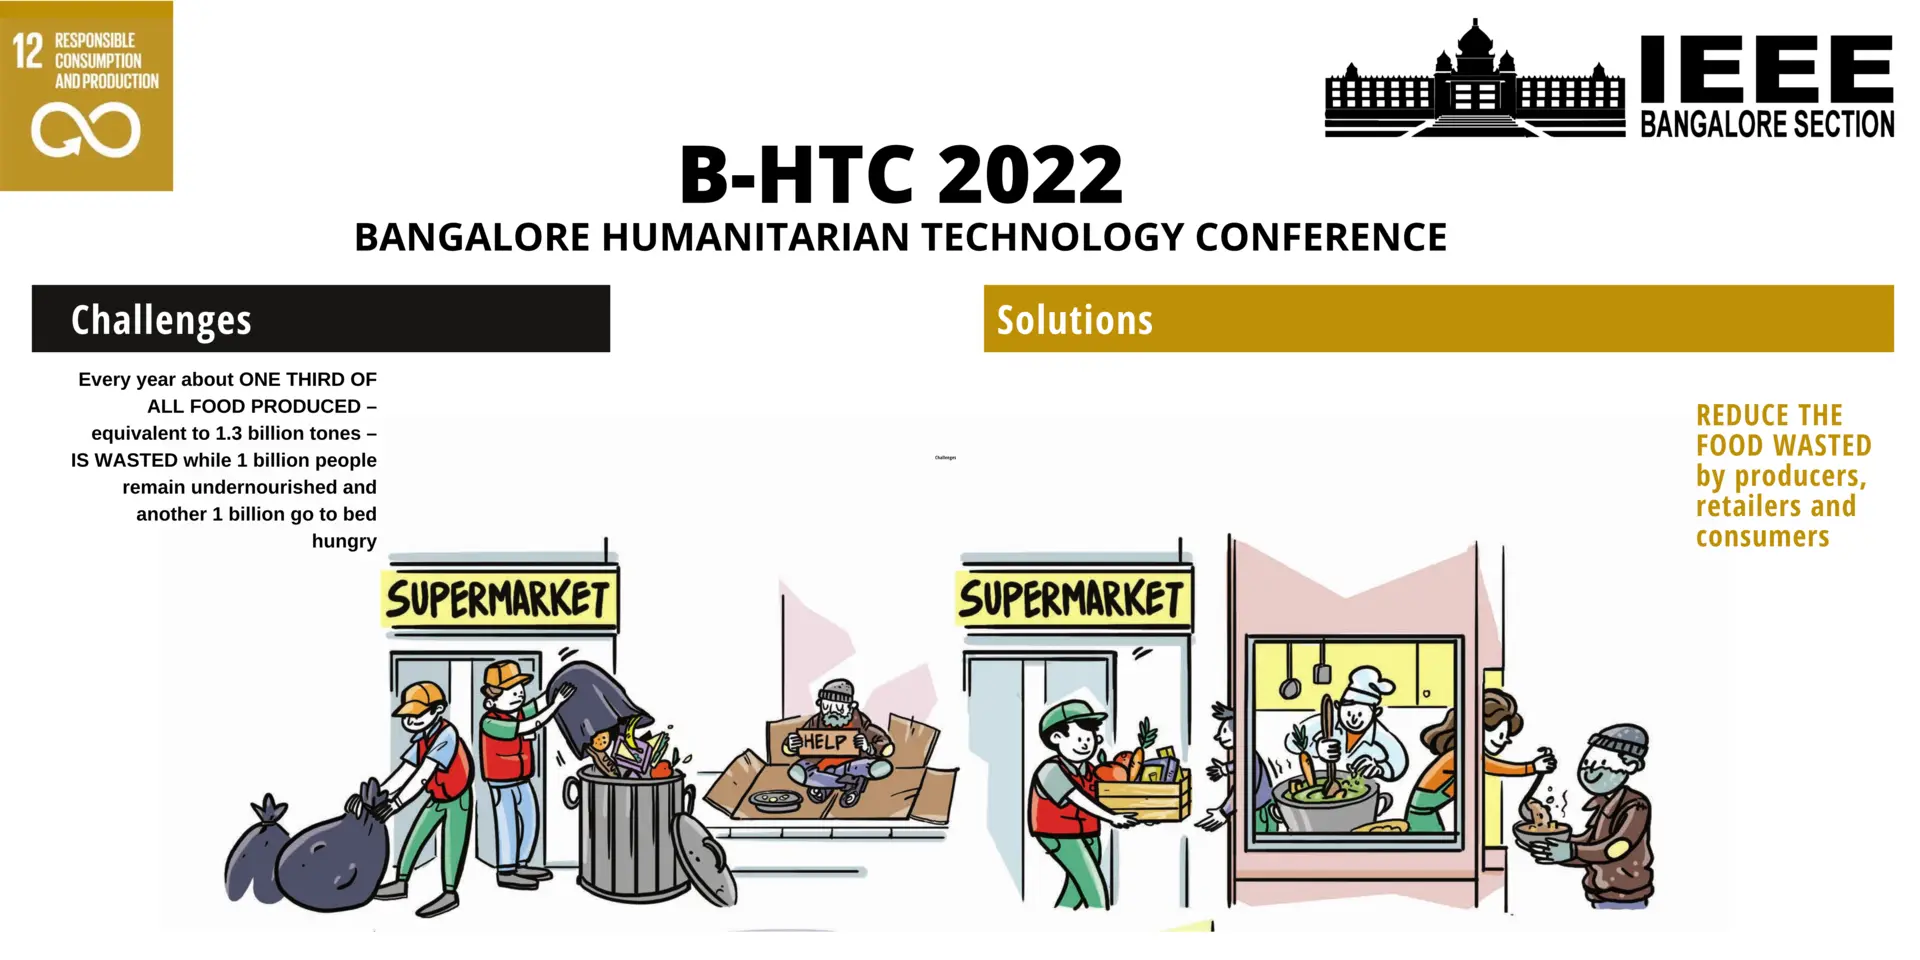 12 RESPONSIBLE
CONSUMPTION
AND PRODUCTION
IEEE
BANGALORE SECTION
B-HTC 2022
BANGALORE HUMANITARIAN TECHNOLOGY CONFERENCE
Challenges
Every year about ONE THIRD OF
ALL FOOD PRODUCED –
equivalent to 1.3 billion tones –
IS WASTED while 1 billion people
remain undernourished and
another 1 billion go to bed
hungry
Solutions
REDUCE THE
FOOD WASTED
by producers,
retailers and
consumers
Challenges
SUPERMARKET
HELP
SUPERMARKET